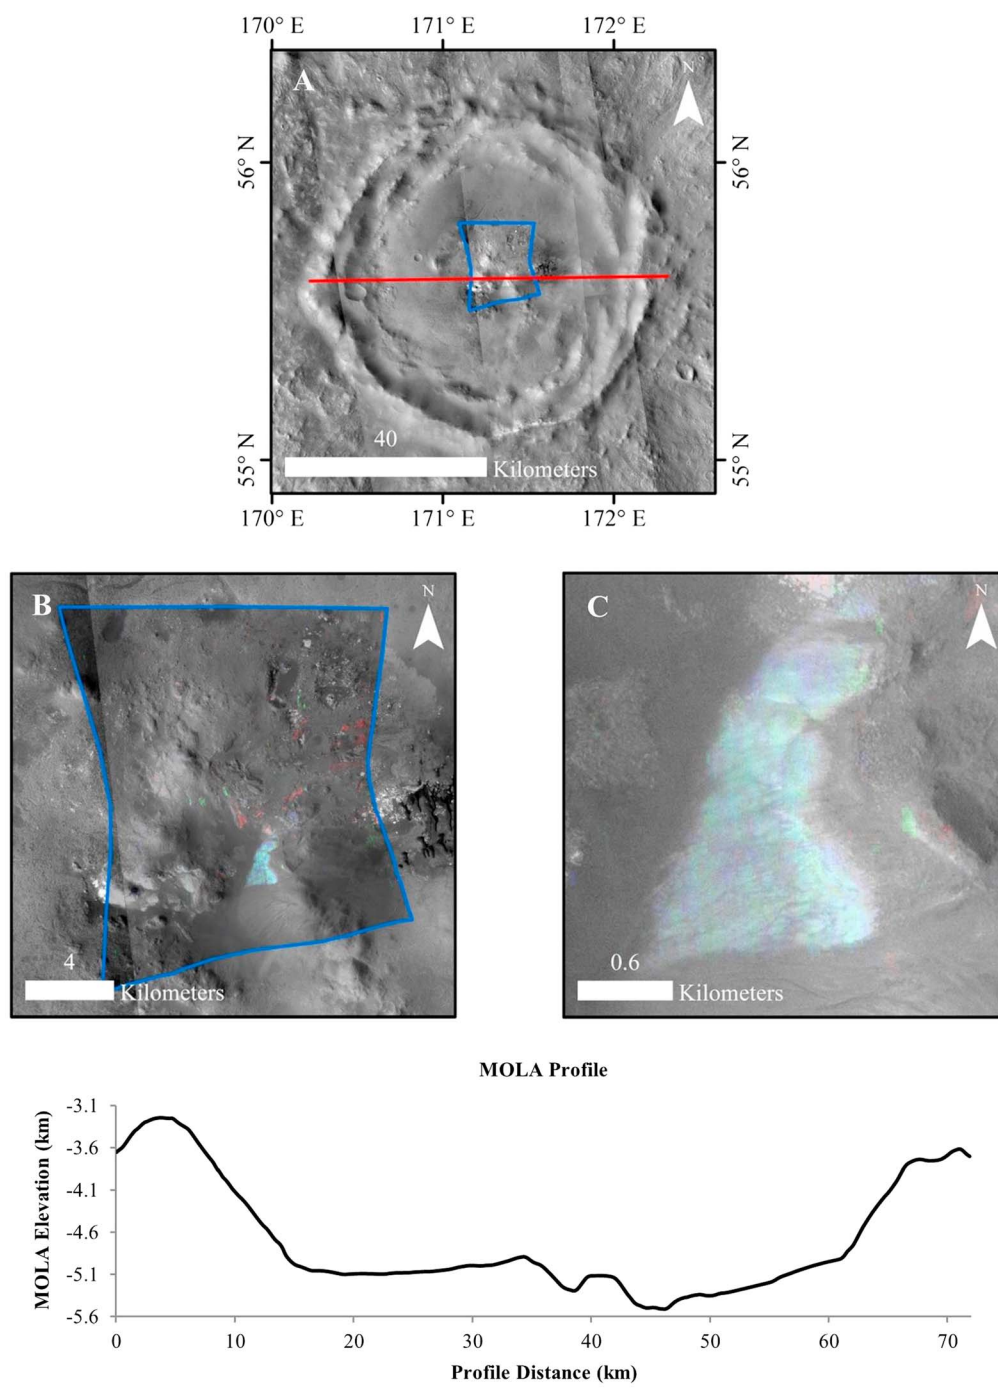 170° E 171° E 172° E
A
N
56° N 56° N
55° N 55° N
40
Kilometers
170° E 171° E 172° E
B
N
4
Kilometers
C
N
0.6
Kilometers
MOLA Profile
MOLA Elevation (km)
-3.1
-3.6
-4.1
-4.6
-5.1
-5.6
0 10 20 30 40 50 60 70
Profile Distance (km)